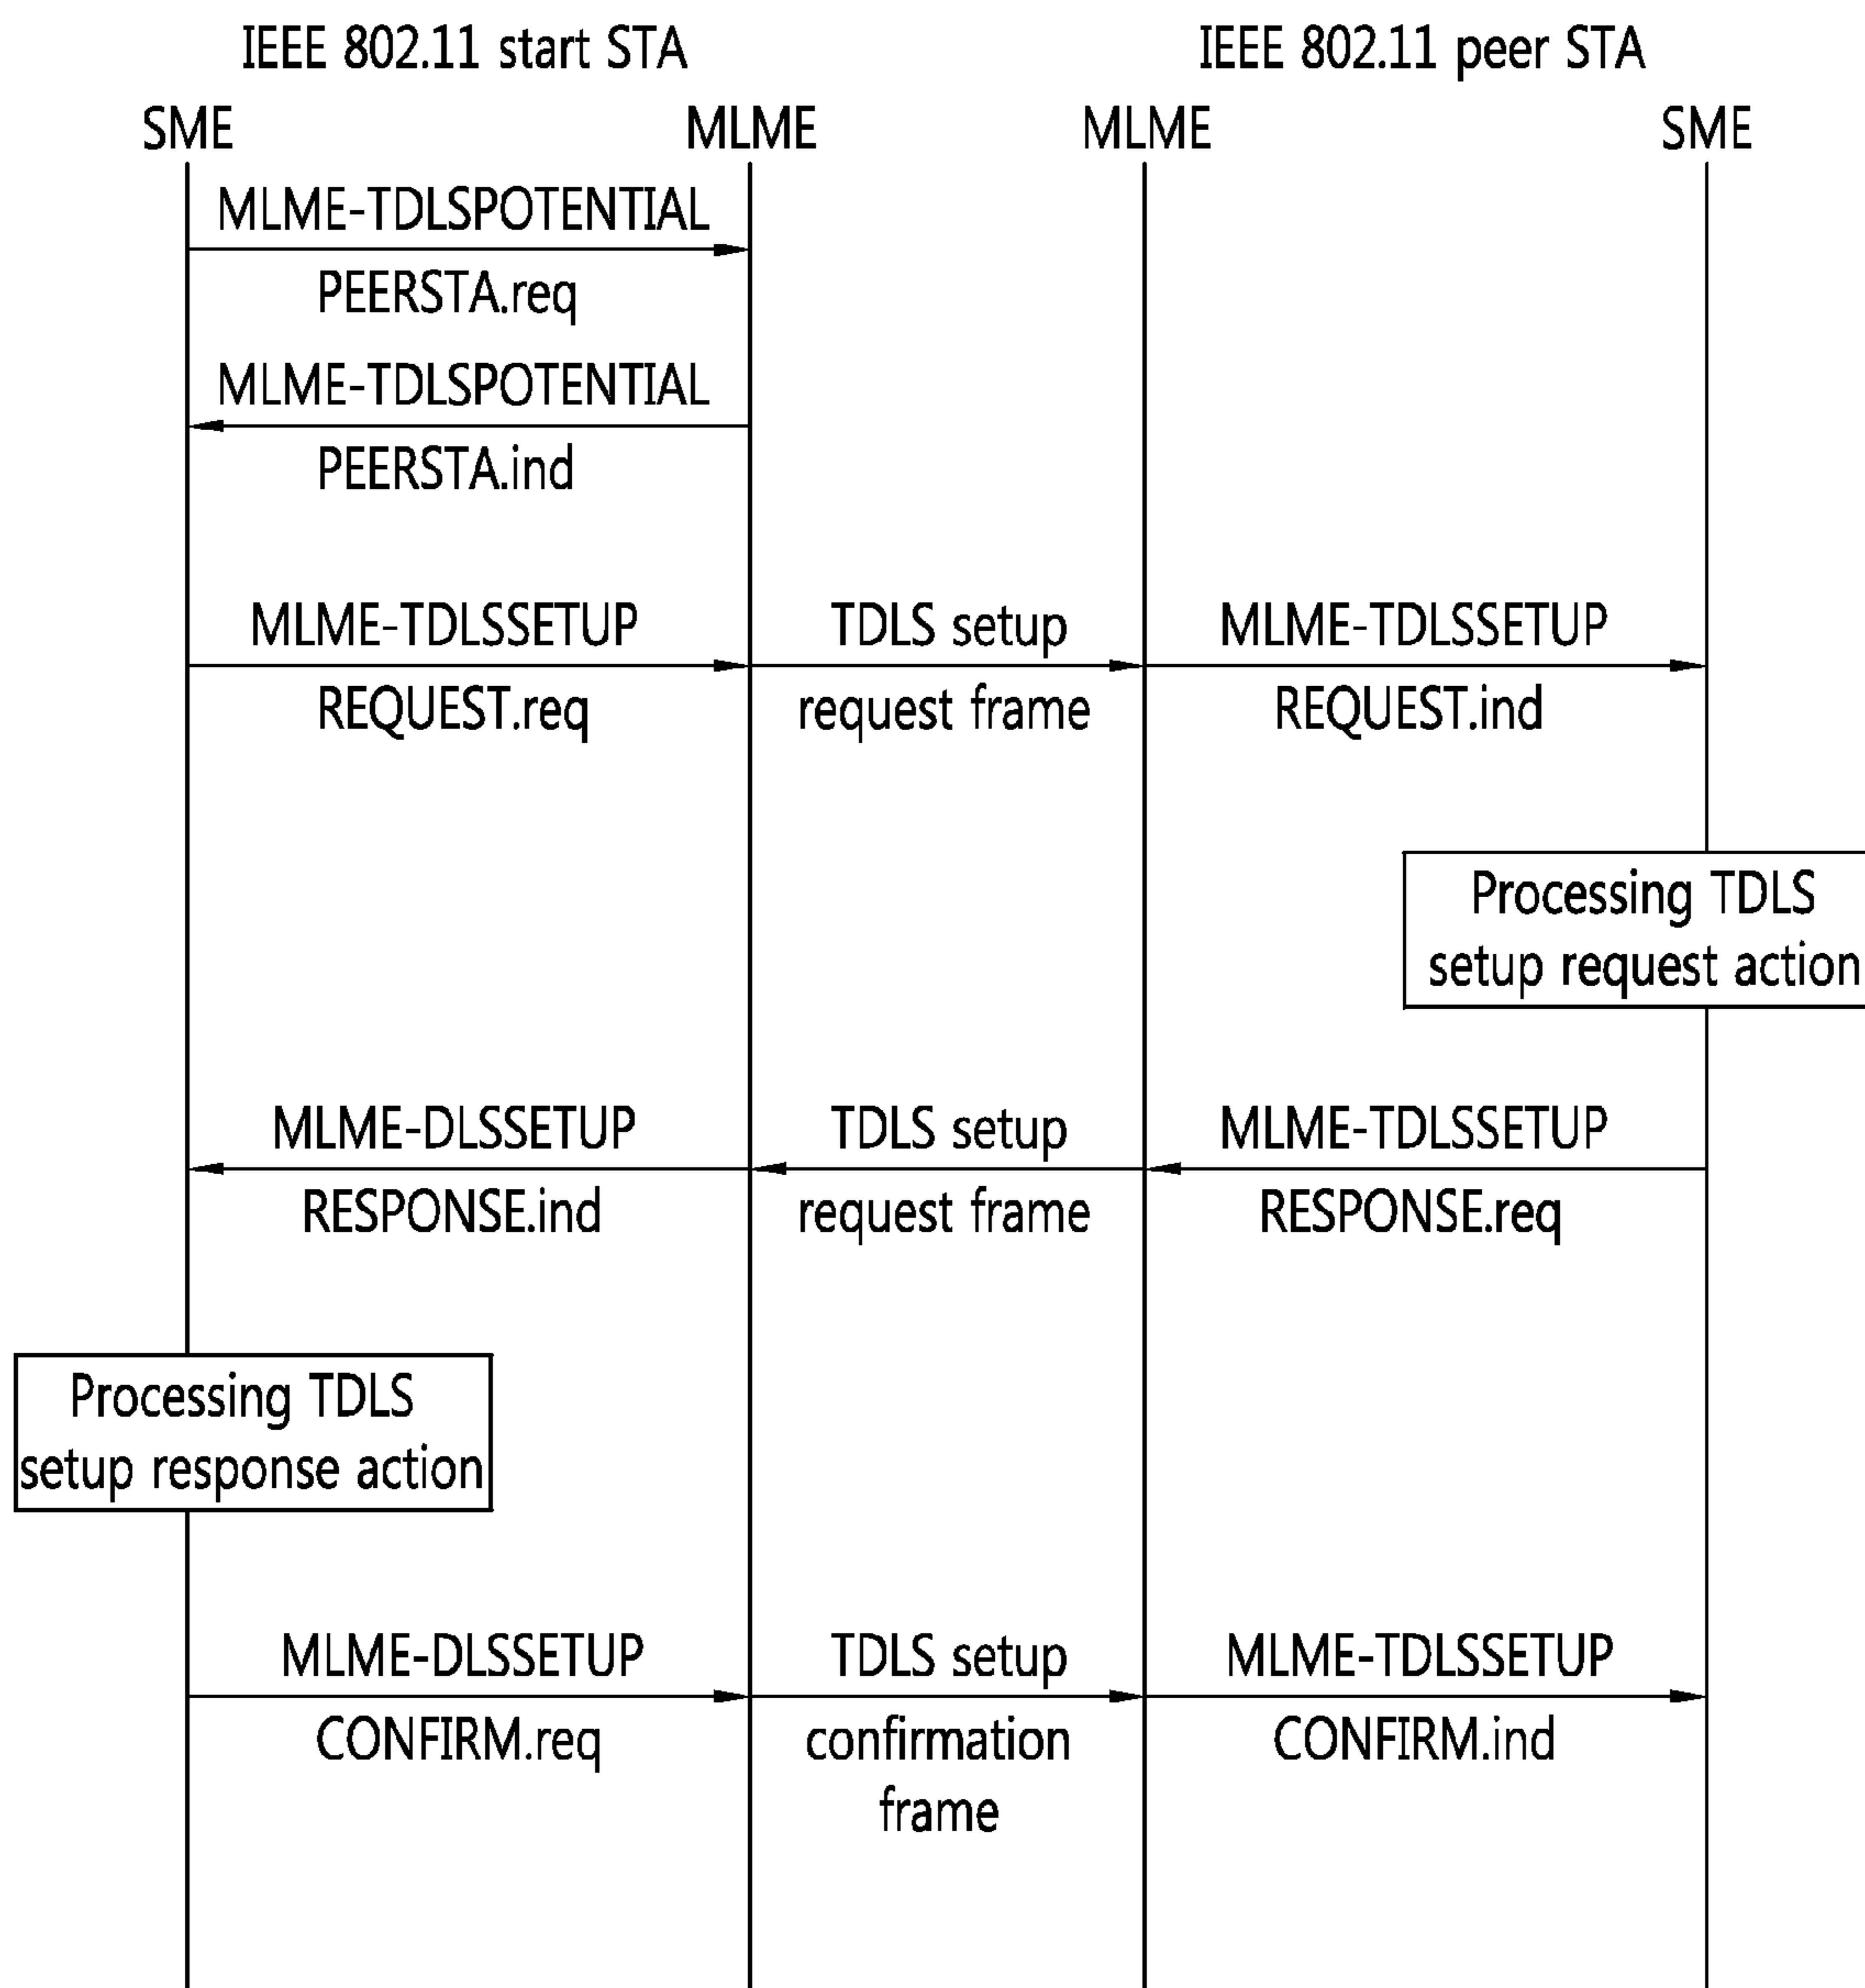 IEEE 802.11 start STA
IEEE 802.11 peer STA
SME
MLME
MLME
SME
MLME-TDLSPOTENTIAL
PEERSTA.req
MLME-TDLSPOTENTIAL
PEERSTA.ind
MLME-TDLSSETUP
REQUEST.req
TDLS setup
request frame
MLME-TDLSSETUP
REQUEST.ind
Processing TDLS
setup request action
MLME-DLSSETUP
RESPONSE.ind
TDLS setup
request frame
MLME-TDLSSETUP
RESPONSE.req
Processing TDLS
setup response action
MLME-DLSSETUP
CONFIRM.req
TDLS setup
confirmation
frame
MLME-TDLSSETUP
CONFIRM.ind